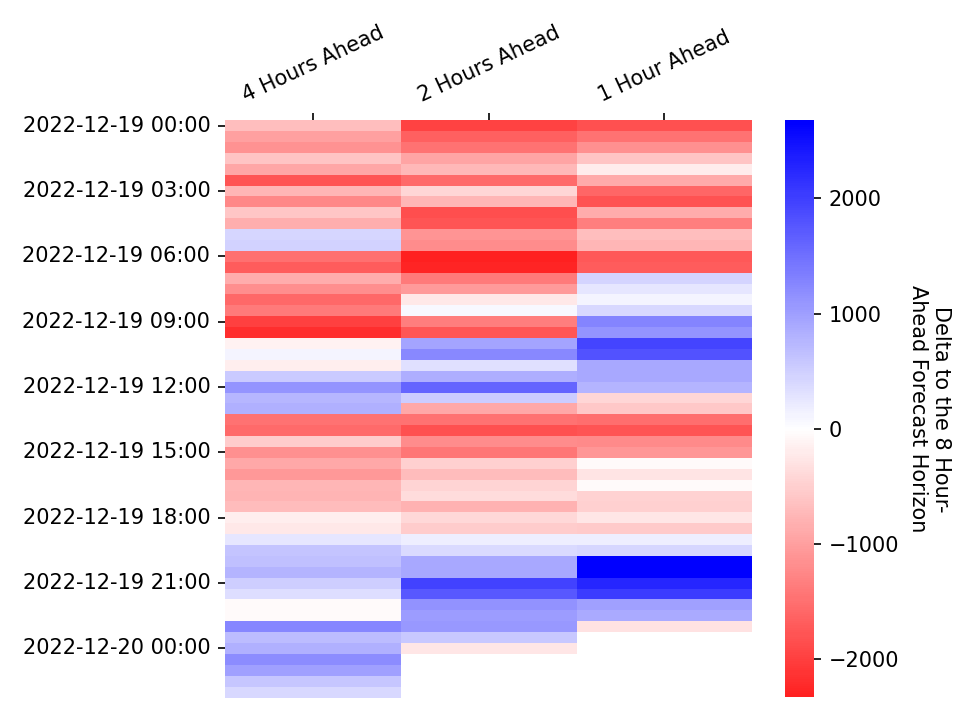 4 Hours Ahead
2 Hours Ahead
1 Hour Ahead
2022-12-19 00:00
2022-12-19 03:00
2022-12-19 06:00
2022-12-19 09:00
2022-12-19 12:00
2022-12-19 15:00
2022-12-19 18:00
2022-12-19 21:00
2022-12-20 00:00
2000
1000
0
−1000
−2000
Delta to the 8 Hour-
Ahead Forecast Horizon